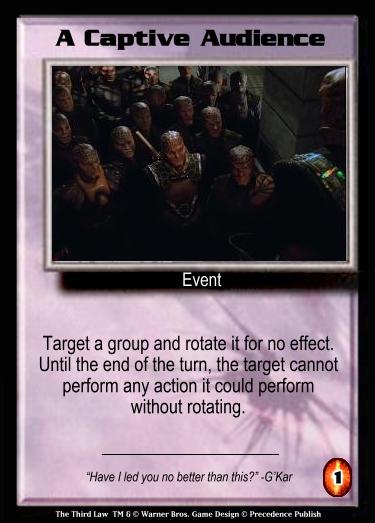 A Captive Audience
Event
Target a group and rotate it for no effect.
Until the end of the turn, the target cannot
perform any action it could perform
without rotating.
"Have I led you no better than this?" -G'Kar
1
The Third Law TM & © Warner Bros. Game Design © Precedence Publish